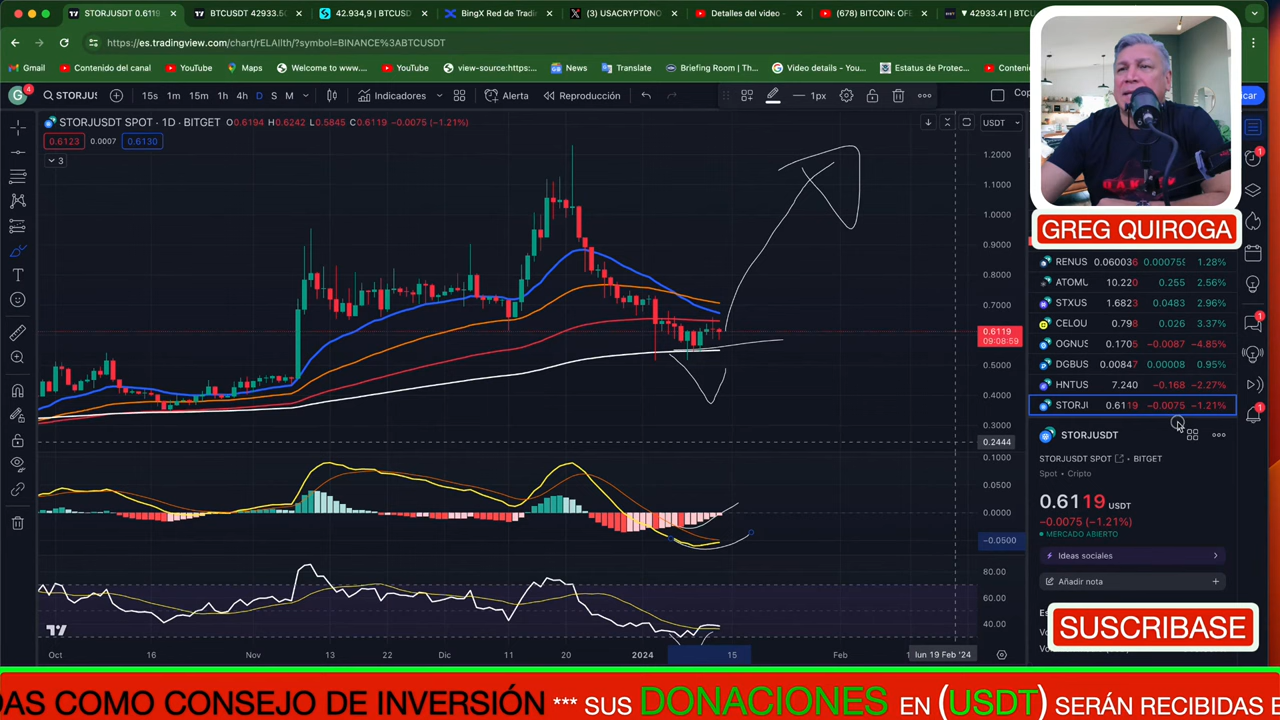 STORJUSDT 0.6119
BTCUSDT 42933.50
42.934,9 | BTCUSD
BingX Red de Tradi
(3) USACRYPTONO
Detalles del video -
(678) BITCOIN: OFE
▼ 42933.41 | BTCUS
https://es.tradingview.com/chart/rELAIlth/?symbol=BINANCE%3ABTCUSDT
Gmail
Contenido del canal
YouTube
Maps
Welcome to www....
YouTube
view-source:https:...
News
Translate
Briefing Room | Th...
Video details - You...
Estatus de Protec...
Contenido
G 4
STORJUS
15s 1m 15m 1h 4h D S M
Indicadores
Alerta
Reproducción
1px
Co
car
STORJUSDT SPOT · 1D · BITGET O0.6194 H0.6242 L0.5845 C0.6119 −0.0075 (−1.21%)
USDT
0.6123 0.0007 0.6130
3
1.2000
1.1000
1.0000
0.9000
0.8000
0.7000
0.6119
09:08:59
0.5000
0.4000
0.3000
0.2444
0.1000
0.0500
0.0000
−0.0500
80.00
60.00
40.00
Oct 16 Nov 13 22 Dic 11 20 2024 15 Feb lun 19 Feb '24
GREG QUIROGA
RENUS 0.060036 0.000759 1.28%
ATOMU 10.220 0.255 2.56%
STXUS 1.6823 0.0483 2.96%
CELOU 0.798 0.026 3.37%
OGNUS 0.1705 −0.0087 −4.85%
DGBUS 0.00847 0.00008 0.95%
HNTUS 7.240 −0.168 −2.27%
STORJU 0.6119 −0.0075 −1.21%
STORJUSDT
STORJUSDT SPOT · BITGET
Spot • Cripto
0.6119 USDT
−0.0075 (−1.21%)
MERCADO ABIERTO
Ideas sociales
Añadir nota
SUSCRIBASE
DAS COMO CONSEJO DE INVERSIÓN *** SUS DONACIONES EN (USDT) SERÁN RECIBIDAS E